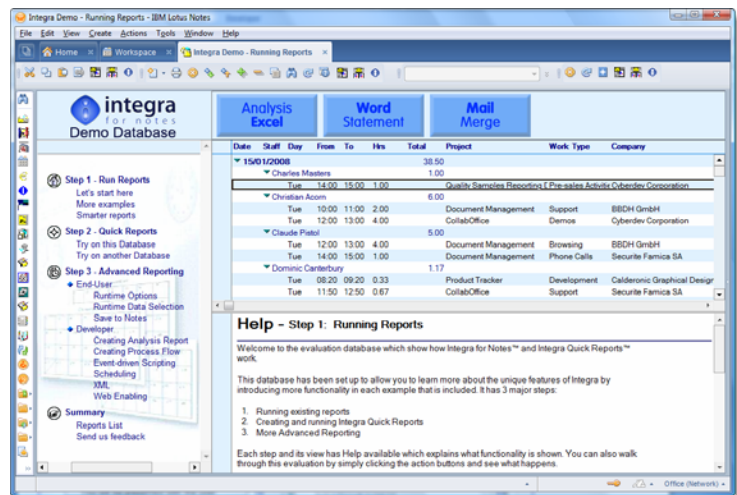 Integra Demo - Running Reports - IBM Lotus Notes
File Edit View Create Actions Tools Window Help
Home Workspace Integra Demo - Running Reports
integra
for notes
Demo Database
Step 1 - Run Reports
Let's start here
More examples
Smarter reports
Step 2 - Quick Reports
Try on this Database
Try on another Database
Step 3 - Advanced Reporting
End-User
Runtime Options
Runtime Data Selection
Save to Notes
Developer
Creating Analysis Report
Creating Process Flow
Event-driven Scripting
Scheduling
XML
Web Enabling
Summary
Reports List
Send us feedback
Analysis Excel
Word Statement
Mail Merge
Date Staff Day From To Hrs Total Project Work Type Company
15/01/2008 38.50
Charles Masters 1.00
Tue 14:00 15:00 1.00 Quality Samples Reporting D Pre-sales Activitie Cyberdev Corporation
Christian Acorn 6.00
Tue 10:00 11:00 2.00 Document Management Support BBDH GmbH
Tue 12:00 13:00 4.00 CollabOffice Demos Cyberdev Corporation
Claude Pistol 5.00
Tue 12:00 13:00 4.00 Document Management Browsing BBDH GmbH
Tue 14:00 15:00 1.00 Document Management Phone Calls Securite Famica SA
Dominic Canterbury 1.17
Tue 08:20 09:20 0.33 Product Tracker Development Calderonic Graphical Design
Tue 11:50 12:50 0.67 CollabOffice Support Securite Famica SA
Help - Step 1: Running Reports
Welcome to the evaluation database which show how Integra for Notes™ and Integra Quick Reports™
work.
This database has been set up to allow you to learn more about the unique features of Integra by
introducing more functionality in each example that is included. It has 3 major steps:
1. Running existing reports
2. Creating and running Integra Quick Reports
3. More Advanced Reporting
Each step and its view has Help available which explains what functionality is shown. You can also walk
through this evaluation by simply clicking the action buttons and see what happens.
Office (Network)